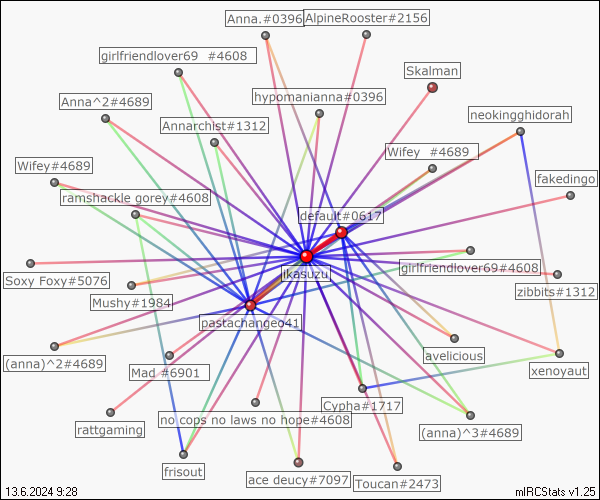 Anna.#0396
AlpineRooster#2156
girlfriendlover69 #4608
Skalman
Anna^2#4689
hypomanianna#0396
neokingghidorah
Annarchist#1312
Wifey#4689
Wifey #4689
fakedingo
ramshackle gorey#4608
default#0617
Soxy Foxy#5076
jkasuzu
girlfriendlover69#4608
zibbits#1312
Mushy#1984
pastachangeo41
(anna)^2#4689
avelicious
xenoyaut
Mad #6901
Cypha#1717
rattgaming
no cops no laws no hope#4608
(anna)^3#4689
frisout
ace deucy#7097
Toucan#2473
13.6.2024 9:28
mIRCStats v1.25